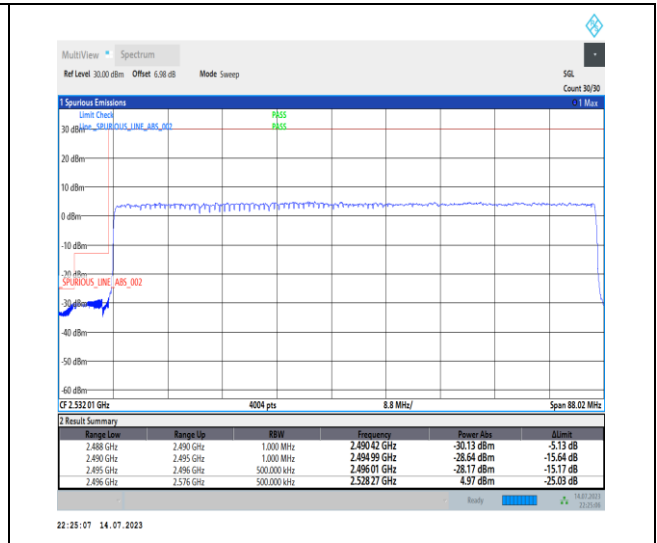 MultiView Spectrum
Ref Level 30.00 dBm Offset 6.98 dB Mode Sweep SGL
Count 30/30
1 Spurious Emissions 1 Max
Limit Check PASS
Line _SPURIOUS_LINE_ABS_002 PASS
30 dBm
20 dBm
10 dBm
0 dBm
-10 dBm
-20 dBm
SPURIOUS_LINE_ABS_002
-30 dBm
-40 dBm
-50 dBm
-60 dBm
CF 2.532 01 GHz 4004 pts 8.8 MHz/ Span 88.02 MHz
2 Result Summary
Range Low Range Up RBW Frequency Power Abs ΔLimit
2.488 GHz 2.490 GHz 1.000 MHz 2.490 42 GHz -30.13 dBm -5.13 dB
2.490 GHz 2.495 GHz 1.000 MHz 2.494 99 GHz -28.64 dBm -15.64 dB
2.495 GHz 2.496 GHz 500.000 kHz 2.496 01 GHz -28.17 dBm -15.17 dB
2.496 GHz 2.576 GHz 500.000 kHz 2.528 27 GHz 4.97 dBm -25.03 dB
Ready 14.07.2023
22:25:06
22:25:07 14.07.2023